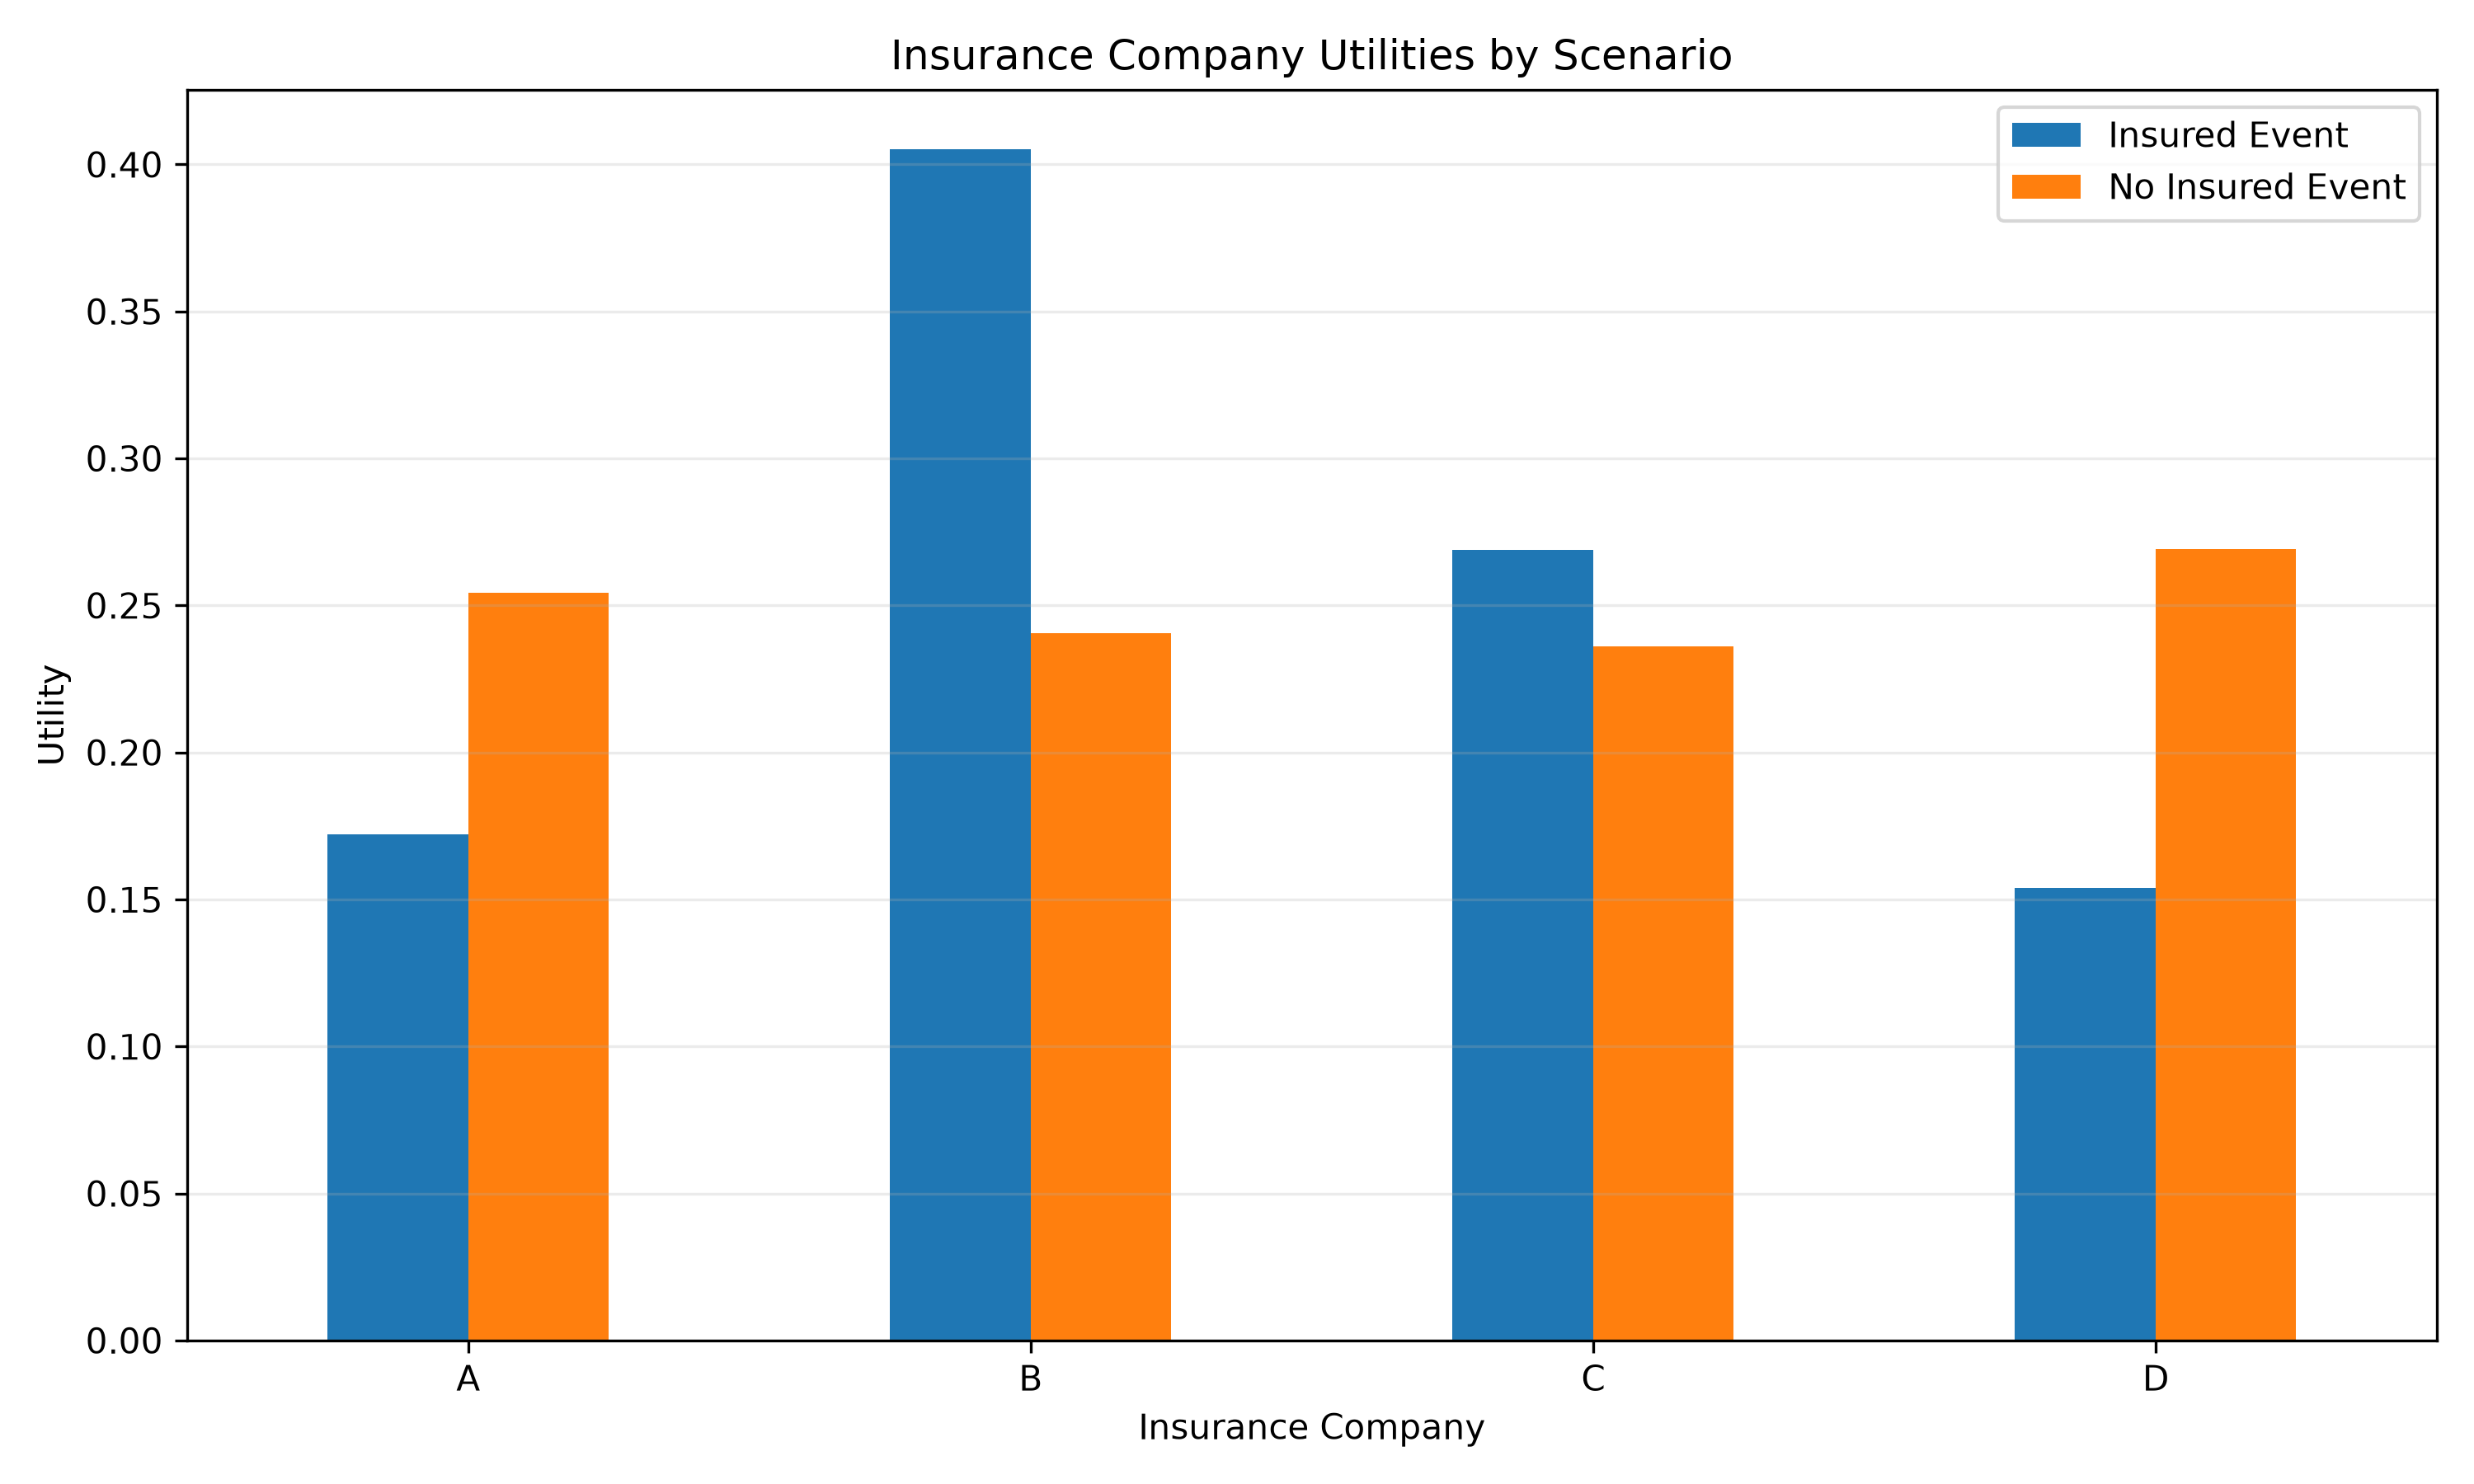 Insurance Company Utilities by Scenario
Insured Event
No Insured Event
Utility
0.40
0.35
0.30
0.25
0.20
0.15
0.10
0.05
0.00
A B C D
Insurance Company